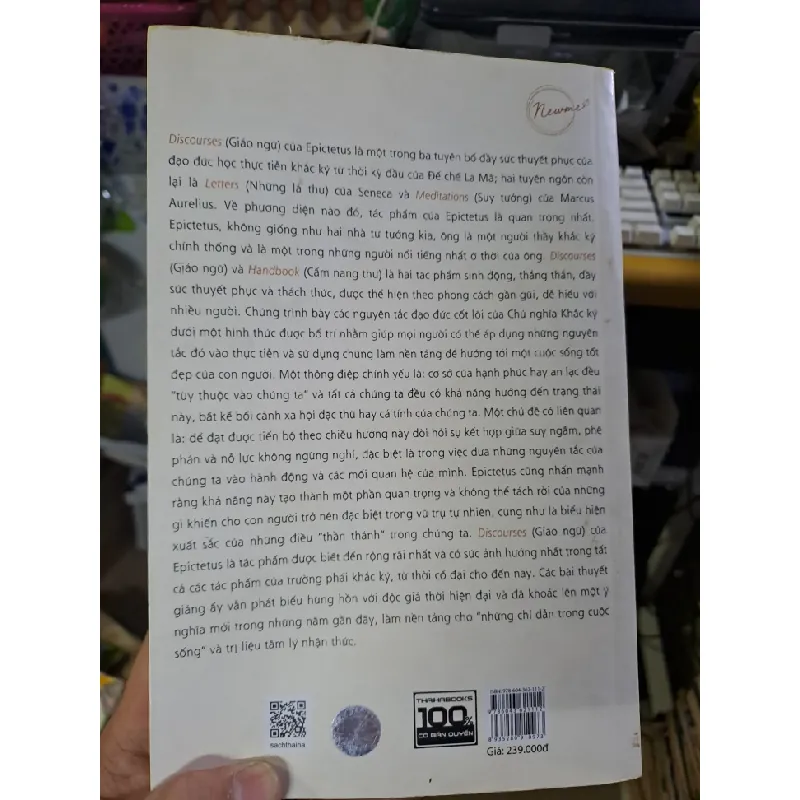 Newme
Discourses (Giáo ngữ) của Epictetus là một trong ba tuyên bố đầy sức thuyết phục của
đạo đức học thực tiễn khắc kỷ từ thời kỳ đầu của Đế chế La Mã; hai tuyên ngôn còn
lại là Letters (Những lá thư) của Seneca và Meditations (Suy tưởng) của Marcus
Aurelius. Về phương diện nào đó, tác phẩm của Epictetus là quan trọng nhất.
Epictetus, không giống như hai nhà tư tưởng kia, ông là một người thầy khắc kỷ
chính thống và là một trong những người nổi tiếng nhất ở thời của ông. Discourses
(Giáo ngữ) và Handbook (Cẩm nang thư) là hai tác phẩm sinh động, thẳng thắn, đầy
sức thuyết phục và thách thức, được thể hiện theo phong cách gần gũi, dễ hiểu với
nhiều người. Chúng trình bày các nguyên tắc đạo đức cốt lõi của Chủ nghĩa Khắc kỷ
dưới một hình thức được bố trí nhằm giúp mọi người có thể áp dụng những nguyên
tắc đó vào thực tiễn và sử dụng chúng làm nền tảng để hướng tới một cuộc sống tốt
đẹp của con người. Một thông điệp chính yếu là: cơ sở của hạnh phúc hay an lạc đều
"tùy thuộc vào chúng ta" và tất cả chúng ta đều có khả năng hướng đến trạng thái
này, bất kể bối cảnh xã hội đặc thù hay cá tính của chúng ta. Một chủ đề có liên quan
là: để đạt được tiến bộ theo chiều hướng này đòi hỏi sự kết hợp giữa suy ngẫm, phê
phán và nỗ lực không ngừng nghỉ, đặc biệt là trong việc đưa những nguyên tắc của
chúng ta vào hành động và các mối quan hệ của mình. Epictetus cũng nhấn mạnh
rằng khả năng này tạo thành một phần quan trọng và không thể tách rời của những
gì khiến cho con người trở nên đặc biệt trong vũ trụ tự nhiên, cũng như là biểu hiện
xuất sắc của những điều "thần thánh" trong chúng ta. Discourses (Giáo ngữ) của
Epictetus là tác phẩm được biết đến rộng rãi nhất và có sức ảnh hưởng nhất trong tất
cả các tác phẩm của trường phái khắc kỷ, từ thời cổ đại cho đến nay. Các bài thuyết
giảng ấy vẫn phát biểu hùng hồn với độc giả thời hiện đại và đã khoác lên một ý
nghĩa mới trong những năm gần đây, làm nền tảng cho "những chỉ dẫn trong cuộc
sống" và trị liệu tâm lý nhận thức.
THAIHABOOKS
100%
CÓ BẢN QUYỀN
sachthaiha
Giá: 239.000đ